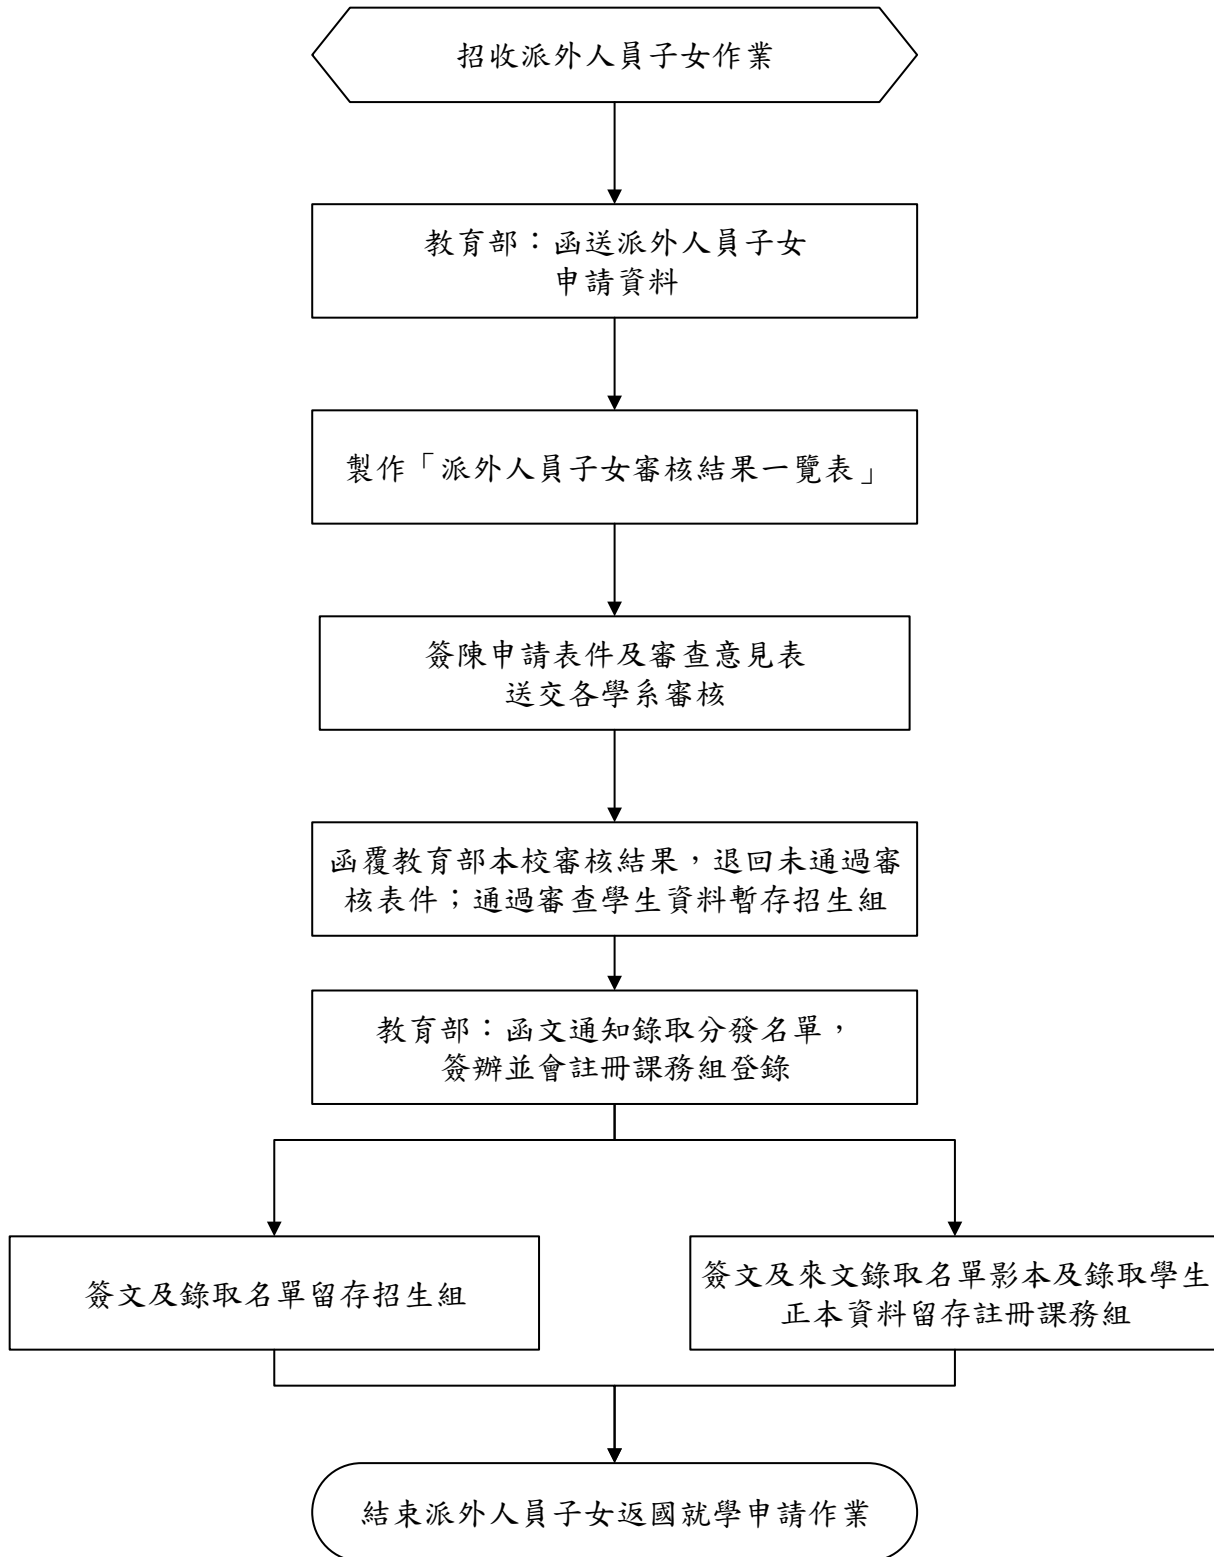 招收派外人員子女作業
教育部：函送派外人員子女
申請資料
製作「派外人員子女審核結果一覽表」
簽陳申請表件及審查意見表
送交各學系審核
函覆教育部本校審核結果，退回未通過審
核表件；通過審查學生資料暫存招生組
教育部：函文通知錄取分發名單，
簽辦並會註冊課務組登錄
簽文及錄取名單留存招生組
簽文及來文錄取名單影本及錄取學生
正本資料留存註冊課務組
結束派外人員子女返國就學申請作業